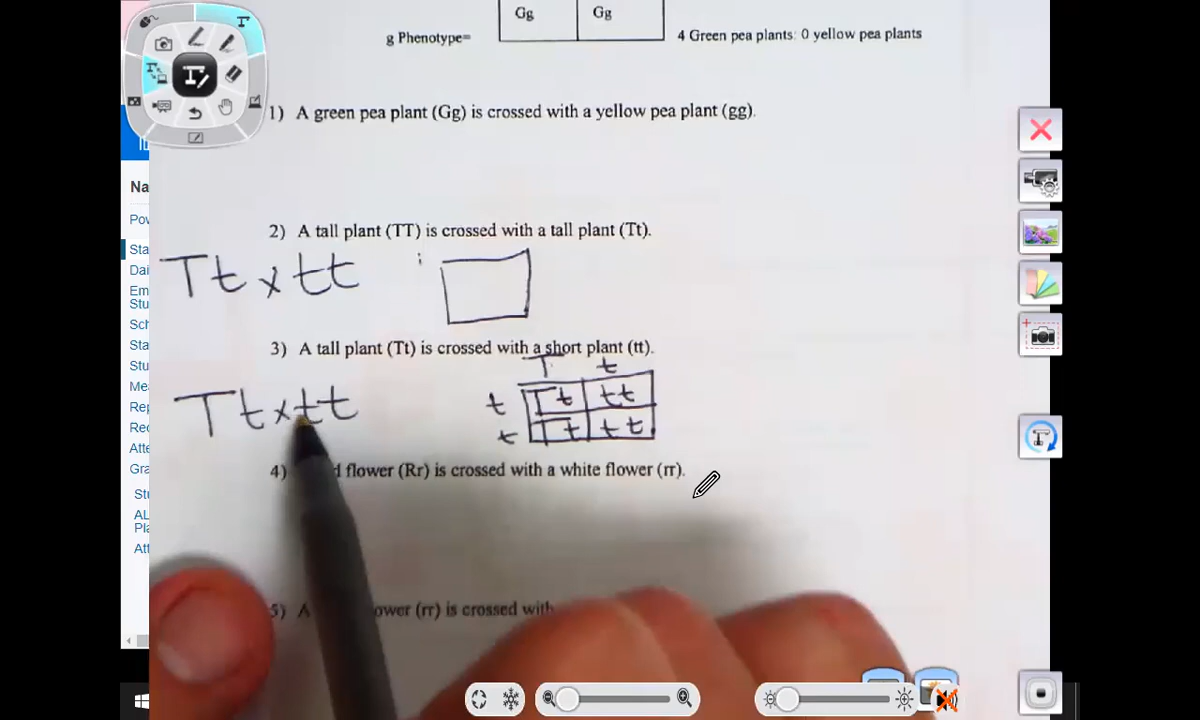 Gg Gg
g Phenotype=
4 Green pea plants: 0 yellow pea plants
1) A green pea plant (Gg) is crossed with a yellow pea plant (gg).
Na
2) A tall plant (TT) is crossed with a tall plant (Tt).
Tt x tt
Sta
Dai
Em
Stu
Sch
3) A tall plant (Tt) is crossed with a short plant (tt).
Sta
Stu
T t
Me
Tt x tt
t Tt tt
Rep
t Tt tt
Rec
Atte
4) flower (Rr) is crossed with a white flower (rr).
Gra
Stu
AL
Pla
Att
5) A ower (rr) is crossed with